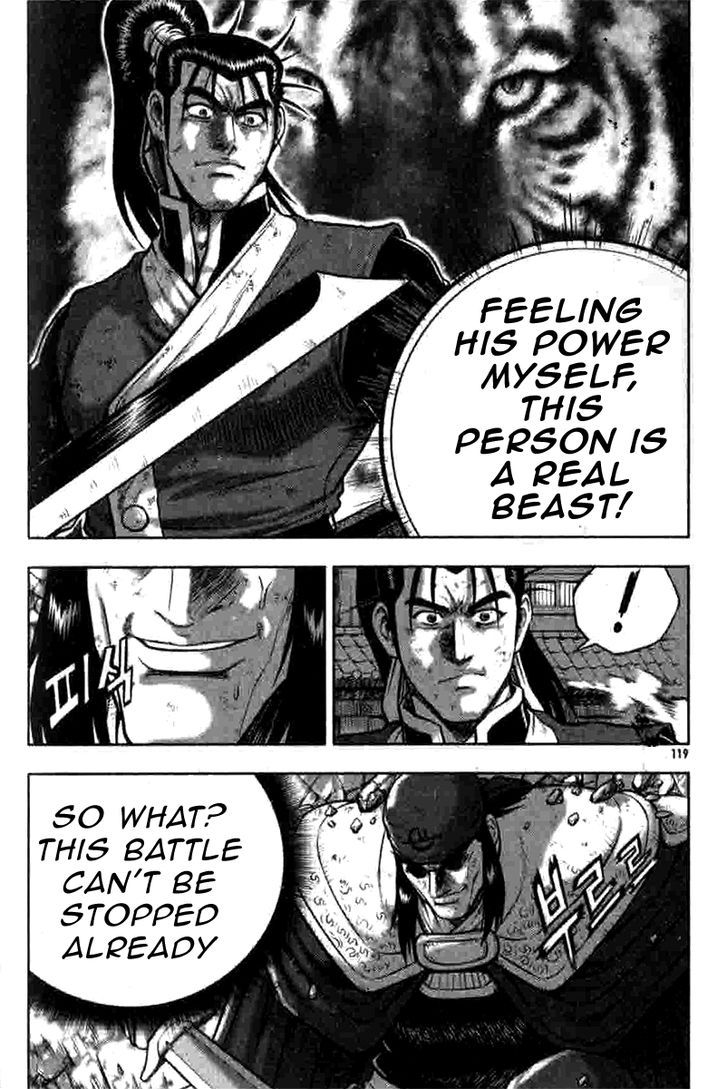 FEELING
HIS POWER
MYSELF,
THIS
PERSON IS
A REAL
BEAST!
피식
!
119
SO WHAT?
THIS BATTLE
CAN'T BE
STOPPED
ALREADY
부르르